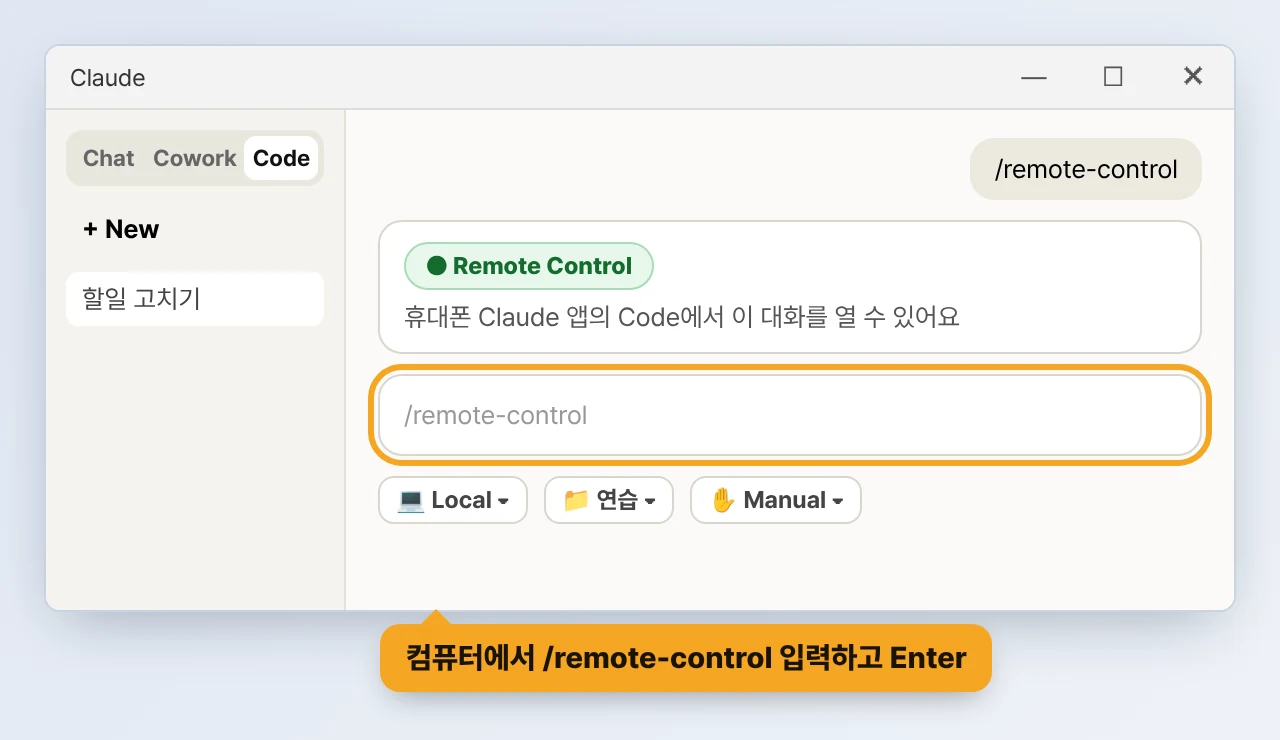 Claude
Chat Cowork Code
+ New
할일 고치기
/remote-control
Remote Control
휴대폰 Claude 앱의 Code에서 이 대화를 열 수 있어요
/remote-control
Local
연습
Manual
컴퓨터에서 /remote-control 입력하고 Enter